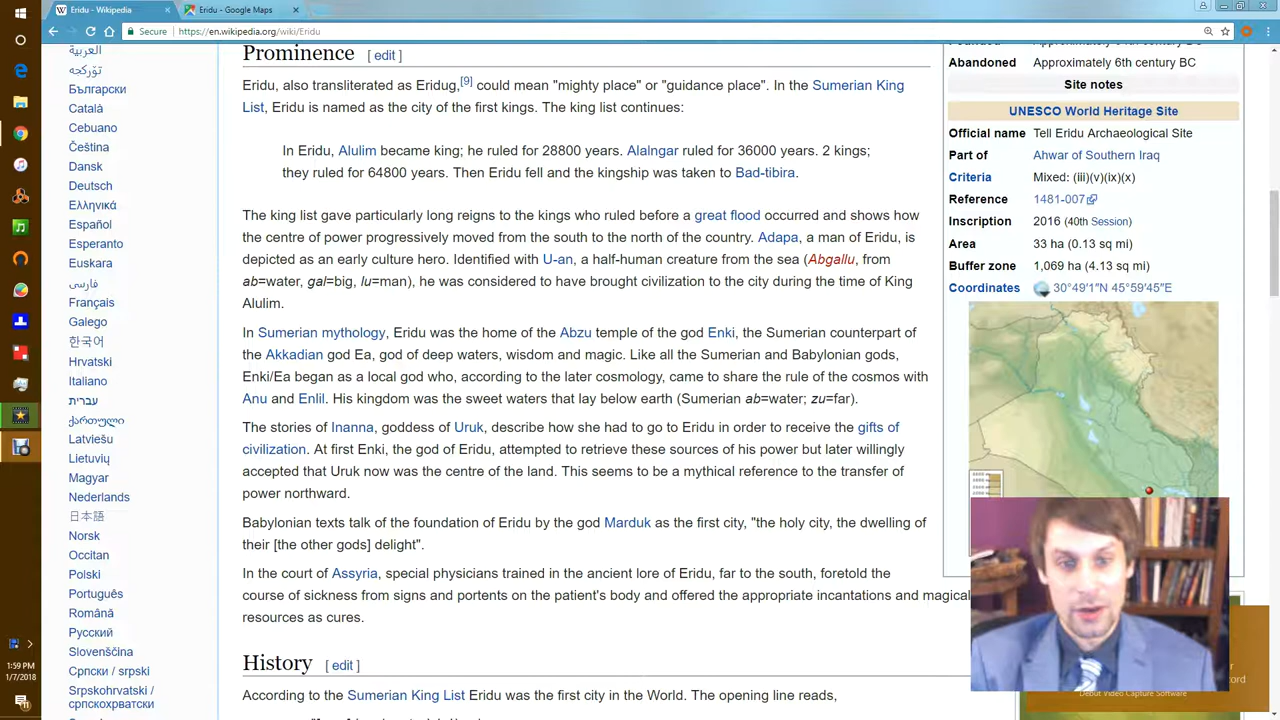 Eridu - Wikipedia
Eridu - Google Maps
Secure | https://en.wikipedia.org/wiki/Eridu
العربية
تۆرکجه
Български
Català
Cebuano
Čeština
Dansk
Deutsch
Ελληνικά
Español
Esperanto
Euskara
فارسی
Français
Galego
한국어
Hrvatski
Italiano
עברית
ქართული
Latviešu
Lietuvių
Magyar
Nederlands
日本語
Norsk
Occitan
Polski
Português
Română
Русский
Slovenščina
Српски / srpski
Srpskohrvatski /
српскохрватски
1:59 PM
1/7/2018
Prominence [ edit ]
Eridu, also transliterated as Eridug,[9] could mean "mighty place" or "guidance place". In the Sumerian King
List, Eridu is named as the city of the first kings. The king list continues:
In Eridu, Alulim became king; he ruled for 28800 years. Alalngar ruled for 36000 years. 2 kings;
they ruled for 64800 years. Then Eridu fell and the kingship was taken to Bad-tibira.
The king list gave particularly long reigns to the kings who ruled before a great flood occurred and shows how
the centre of power progressively moved from the south to the north of the country. Adapa, a man of Eridu, is
depicted as an early culture hero. Identified with U-an, a half-human creature from the sea (Abgallu, from
ab=water, gal=big, lu=man), he was considered to have brought civilization to the city during the time of King
Alulim.
In Sumerian mythology, Eridu was the home of the Abzu temple of the god Enki, the Sumerian counterpart of
the Akkadian god Ea, god of deep waters, wisdom and magic. Like all the Sumerian and Babylonian gods,
Enki/Ea began as a local god who, according to the later cosmology, came to share the rule of the cosmos with
Anu and Enlil. His kingdom was the sweet waters that lay below earth (Sumerian ab=water; zu=far).
The stories of Inanna, goddess of Uruk, describe how she had to go to Eridu in order to receive the gifts of
civilization. At first Enki, the god of Eridu, attempted to retrieve these sources of his power but later willingly
accepted that Uruk now was the centre of the land. This seems to be a mythical reference to the transfer of
power northward.
Babylonian texts talk of the foundation of Eridu by the god Marduk as the first city, "the holy city, the dwelling of
their [the other gods] delight".
In the court of Assyria, special physicians trained in the ancient lore of Eridu, far to the south, foretold the
course of sickness from signs and portents on the patient's body and offered the appropriate incantations and magical
resources as cures.
History [ edit ]
According to the Sumerian King List Eridu was the first city in the World. The opening line reads,
Abandoned Approximately 6th century BC
Site notes
UNESCO World Heritage Site
Official name Tell Eridu Archaeological Site
Part of Ahwar of Southern Iraq
Criteria Mixed: (iii)(v)(ix)(x)
Reference 1481-007
Inscription 2016 (40th Session)
Area 33 ha (0.13 sq mi)
Buffer zone 1,069 ha (4.13 sq mi)
Coordinates 30°49′1″N 45°59′45″E
Debut Video Capture Software